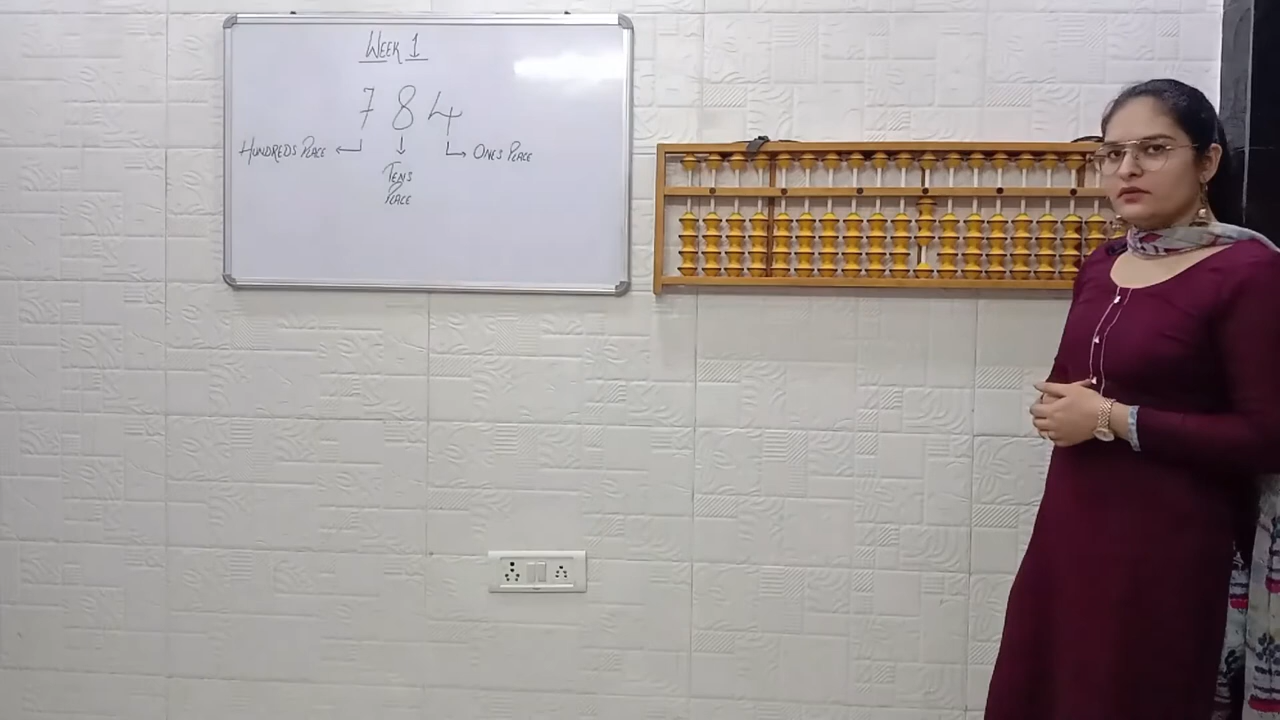 WEEK 1
7 8 4
HUNDREDS PLACE ONES PLACE
TENS
PLACE